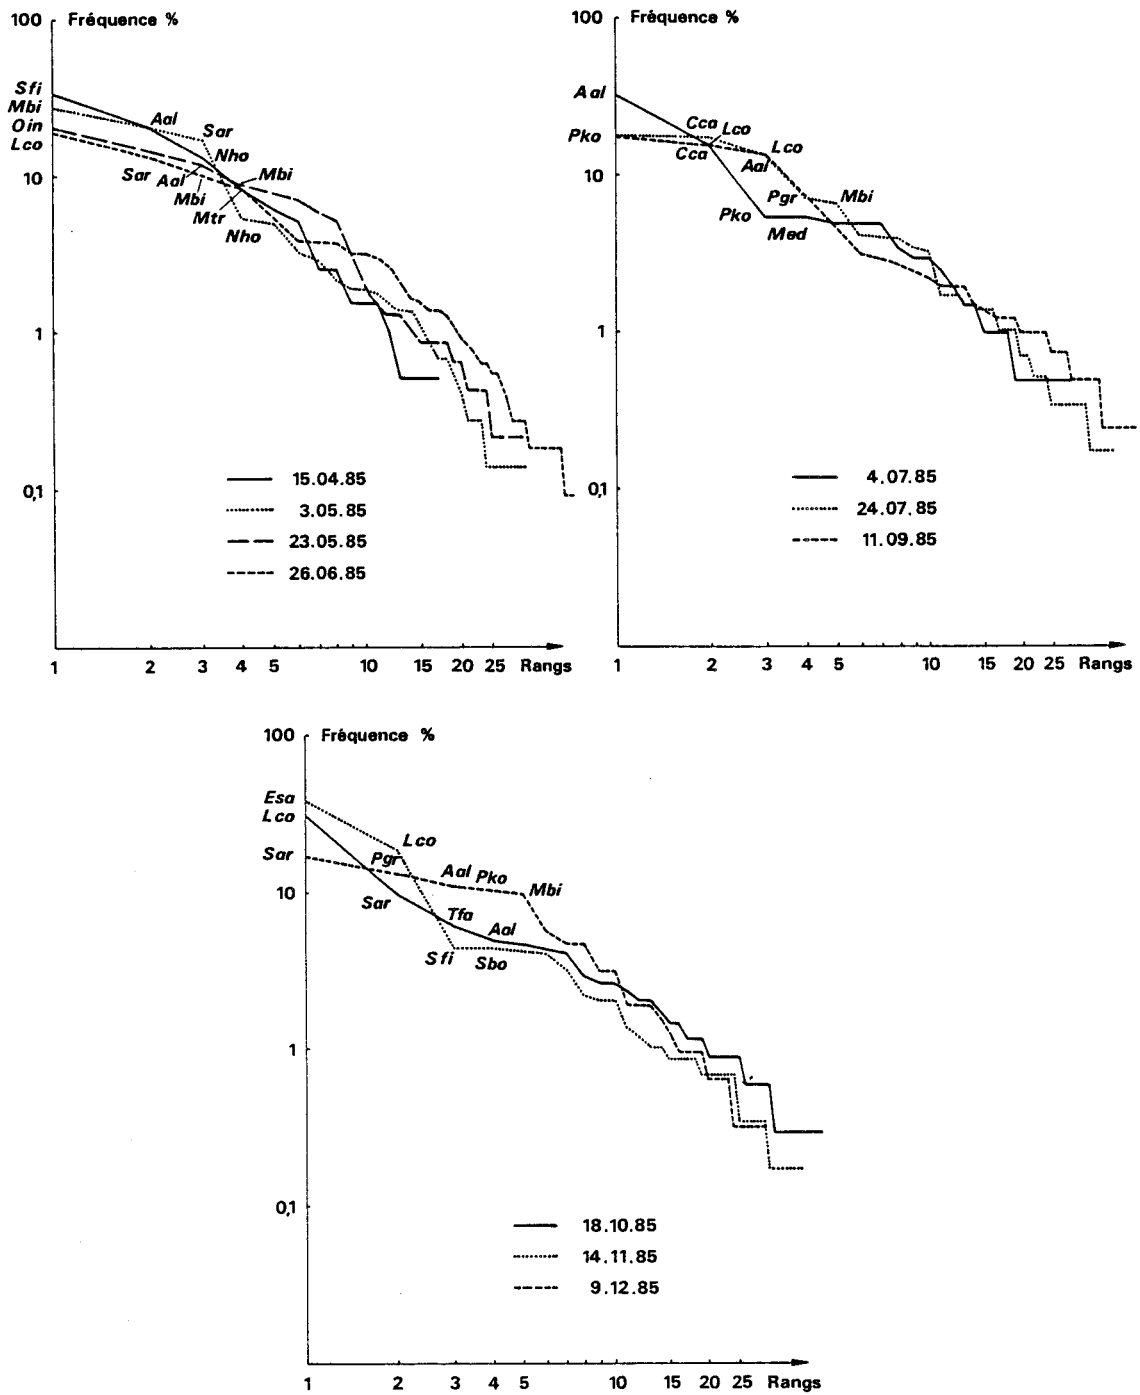 100 Fréquence %
Sfi
Mbi
Oin
Lco
Aal
Sar
Nho
Mbi
Sar Aal
Mbi
Mtr
Nho
10
1
0,1
15.04.85
3.05.85
23.05.85
26.06.85
1 2 3 4 5 10 15 20 25 Rangs
100 Fréquence %
Aal
Pko
Cca Lco
Cca
Lco
Aal
10
Pgr Mbi
Pko
Med
1
0,1
4.07.85
24.07.85
11.09.85
1 2 3 4 5 10 15 20 25 Rangs
100 Fréquence %
Esa
Lco
Sar
Lco
Pgr
Aal Pko
Mbi
10
Sar
Tfa
Aal
Sfi
Sbo
1
0,1
18.10.85
14.11.85
9.12.85
1 2 3 4 5 10 15 20 25 Rangs